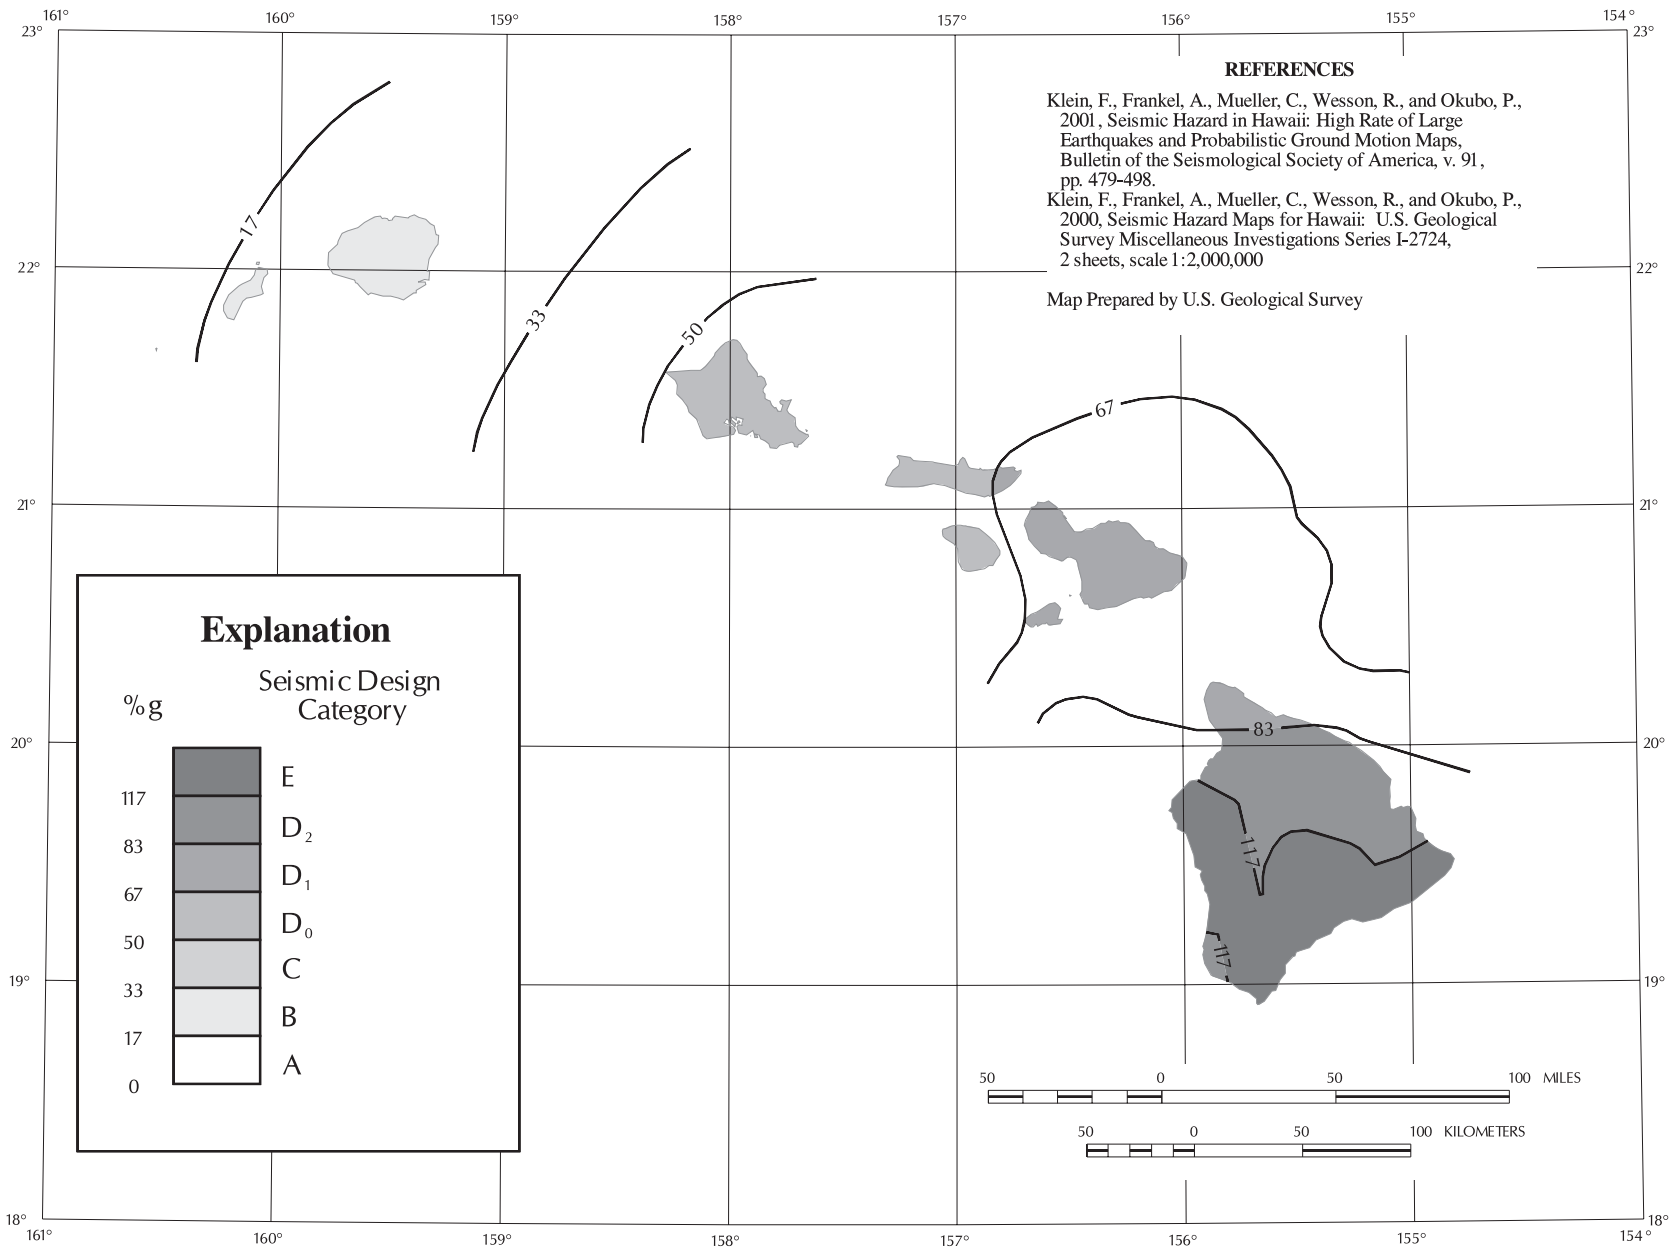 161°
160°
159°
158°
157°
156°
155°
154°
23°
23°
REFERENCES
Klein, F., Frankel, A., Mueller, C., Wesson, R., and Okubo, P.,
2001, Seismic Hazard in Hawaii: High Rate of Large
Earthquakes and Probabilistic Ground Motion Maps,
Bulletin of the Seismological Society of America, v. 91,
pp. 479-498.
Klein, F., Frankel, A., Mueller, C., Wesson, R., and Okubo, P.,
2000, Seismic Hazard Maps for Hawaii: U.S. Geological
Survey Miscellaneous Investigations Series I-2724,
2 sheets, scale 1:2,000,000
Map Prepared by U.S. Geological Survey
17
22°
22°
33
50
67
21°
21°
Explanation
Seismic Design
Category
%g
E
117
D2
83
D1
67
D0
50
C
33
B
17
A
0
20°
20°
83
117
117
19°
19°
50
0
50
100 MILES
50
0
50
100 KILOMETERS
18°
18°
161°
160°
159°
158°
157°
156°
155°
154°